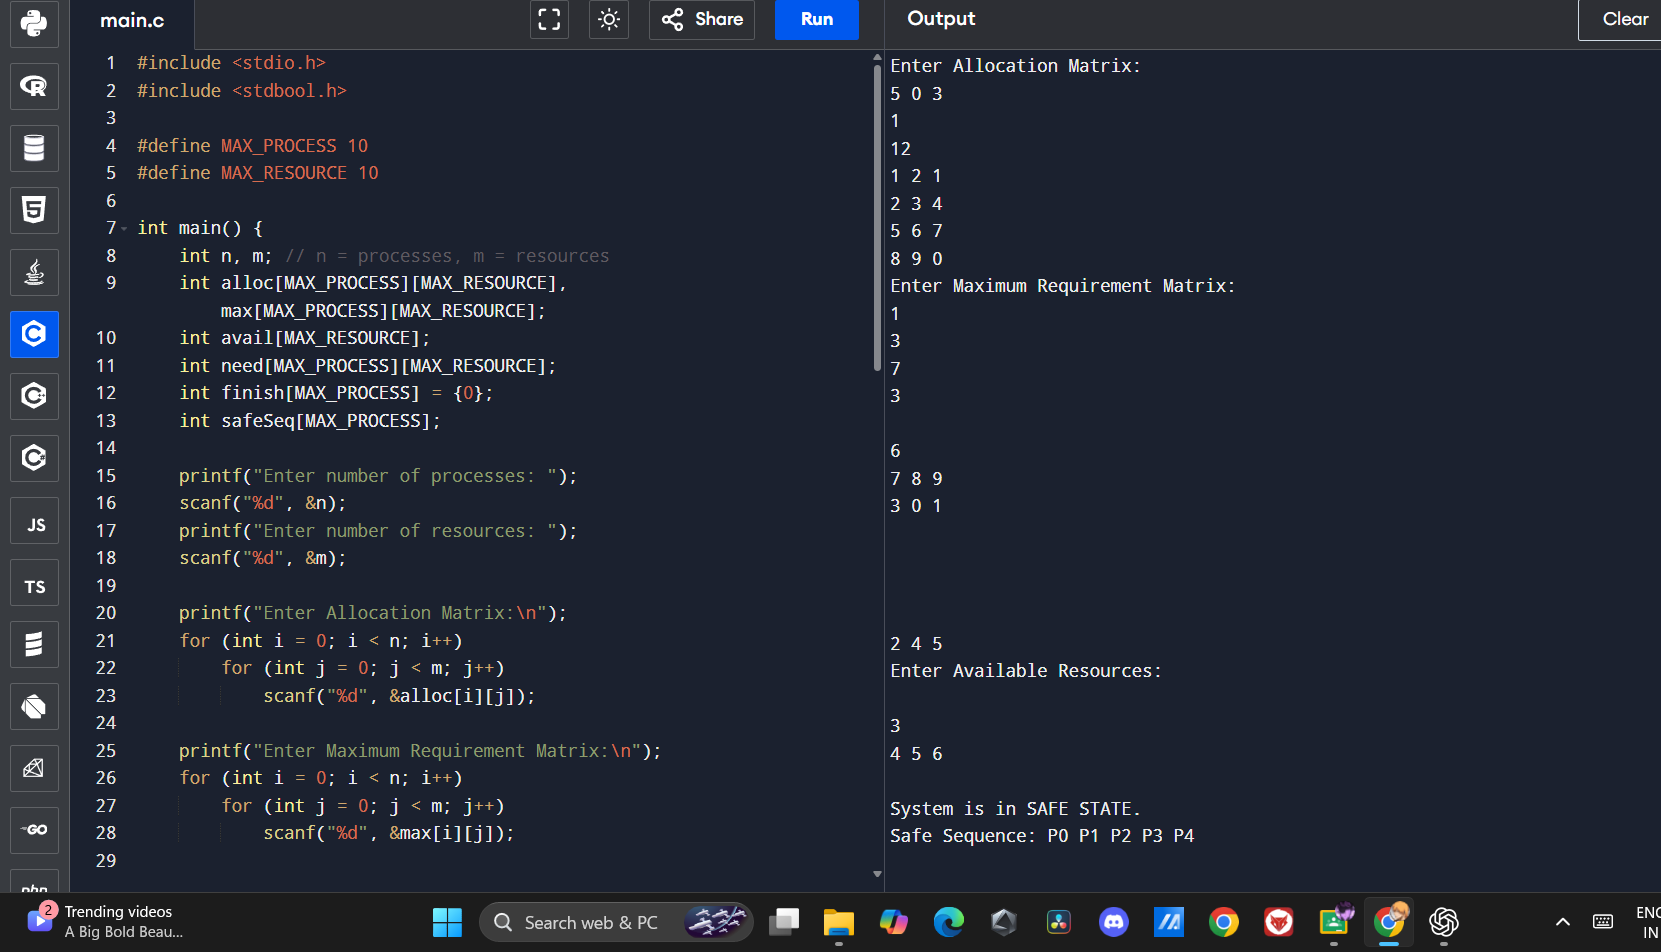 main.c
Share
Run
Output
Clear
1 #include <stdio.h>
2 #include <stdbool.h>
3
4 #define MAX_PROCESS 10
5 #define MAX_RESOURCE 10
6
7 int main() {
8 int n, m; // n = processes, m = resources
9 int alloc[MAX_PROCESS][MAX_RESOURCE],
max[MAX_PROCESS][MAX_RESOURCE];
10 int avail[MAX_RESOURCE];
11 int need[MAX_PROCESS][MAX_RESOURCE];
12 int finish[MAX_PROCESS] = {0};
13 int safeSeq[MAX_PROCESS];
14
15 printf("Enter number of processes: ");
16 scanf("%d", &n);
17 printf("Enter number of resources: ");
18 scanf("%d", &m);
19
20 printf("Enter Allocation Matrix:\n");
21 for (int i = 0; i < n; i++)
22 for (int j = 0; j < m; j++)
23 scanf("%d", &alloc[i][j]);
24
25 printf("Enter Maximum Requirement Matrix:\n");
26 for (int i = 0; i < n; i++)
27 for (int j = 0; j < m; j++)
28 scanf("%d", &max[i][j]);
29
Enter Allocation Matrix:
5 0 3
1
12
1 2 1
2 3 4
5 6 7
8 9 0
Enter Maximum Requirement Matrix:
1
3
7
3
6
7 8 9
3 0 1
2 4 5
Enter Available Resources:
3
4 5 6
System is in SAFE STATE.
Safe Sequence: P0 P1 P2 P3 P4
R
5
C
C
C
JS
TS
GO
php
2
Trending videos
A Big Bold Beau...
Search web & PC
ENG
IN